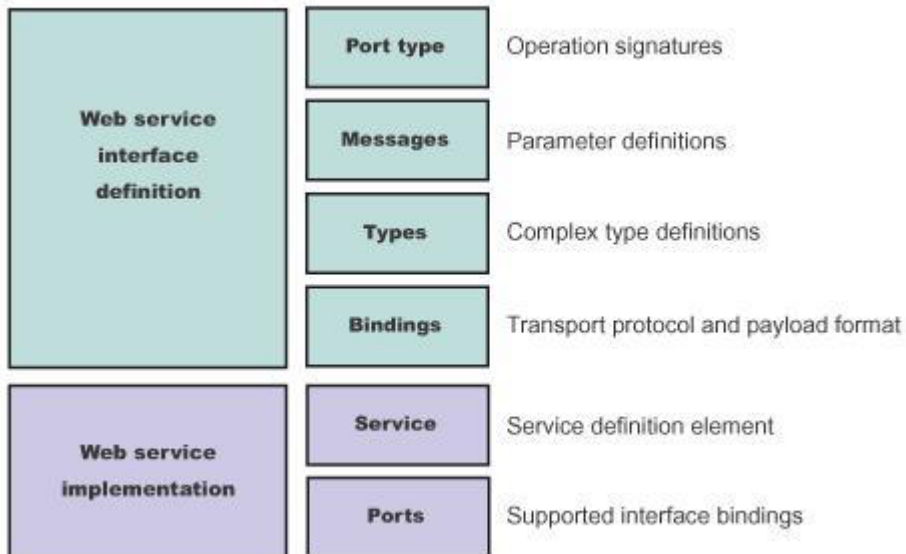 Web service
interface
definition
Port type
Operation signatures
Messages
Parameter definitions
Types
Complex type definitions
Bindings
Transport protocol and payload format
Web service
implementation
Service
Service definition element
Ports
Supported interface bindings